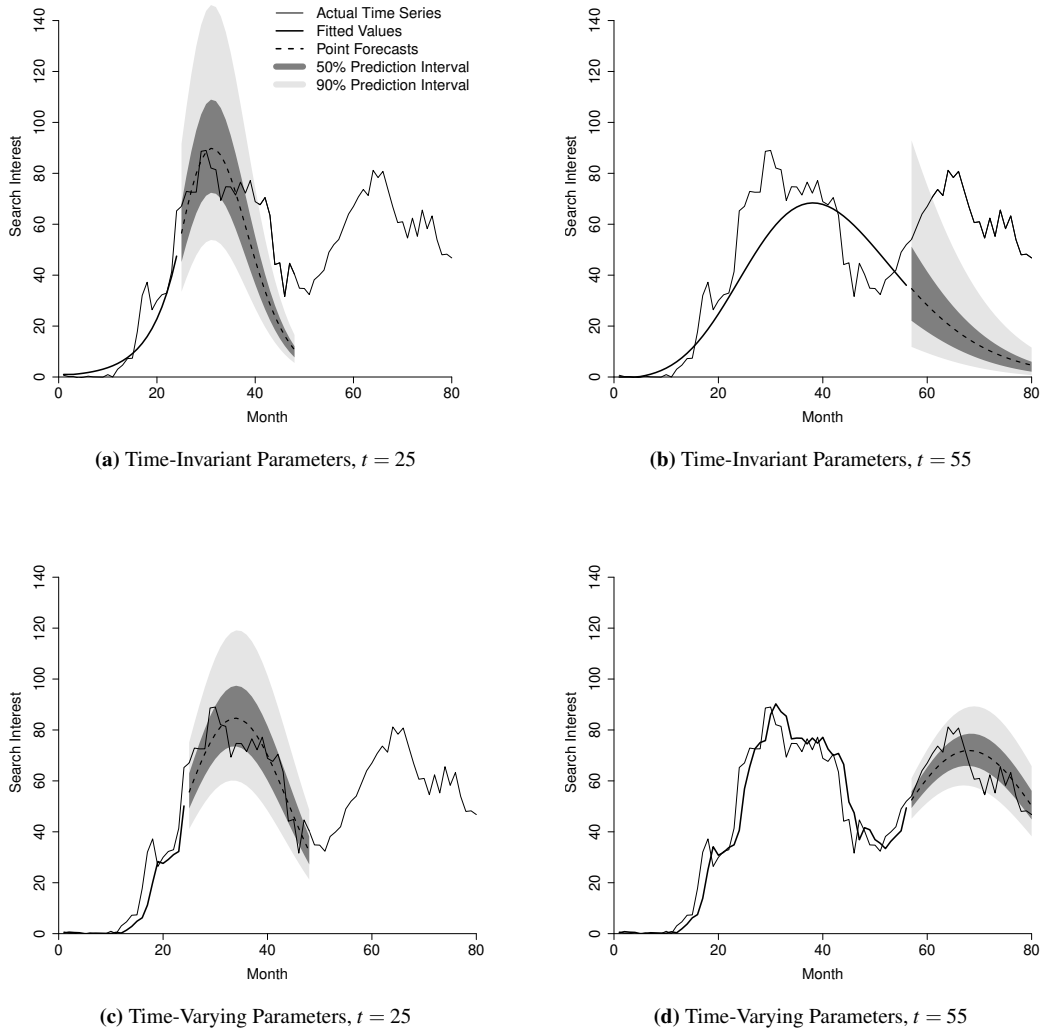 Actual Time Series
Fitted Values
Point Forecasts
50% Prediction Interval
90% Prediction Interval
Search Interest
0 20 40 60 80 100 120 140
0 20 40 60 80
Month
(a) Time-Invariant Parameters, t = 25
Search Interest
0 20 40 60 80 100 120 140
0 20 40 60 80
Month
(b) Time-Invariant Parameters, t = 55
Search Interest
0 20 40 60 80 100 120 140
0 20 40 60 80
Month
(c) Time-Varying Parameters, t = 25
Search Interest
0 20 40 60 80 100 120 140
0 20 40 60 80
Month
(d) Time-Varying Parameters, t = 55